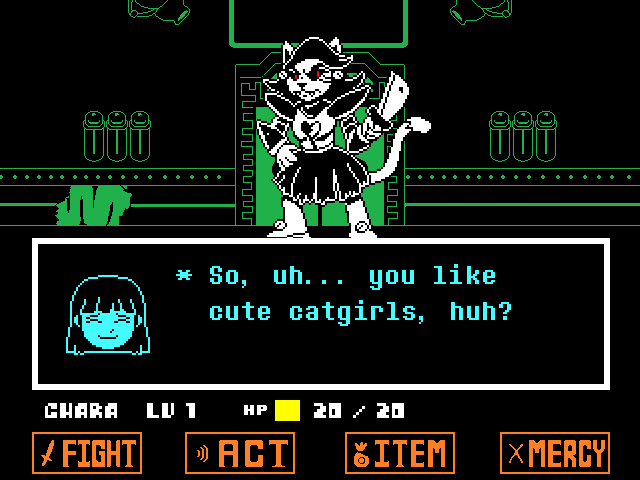 * So, uh... you like
cute catgirls, huh?
CHARA LV 1 HP 20 / 20
FIGHT ACT ITEM MERCY